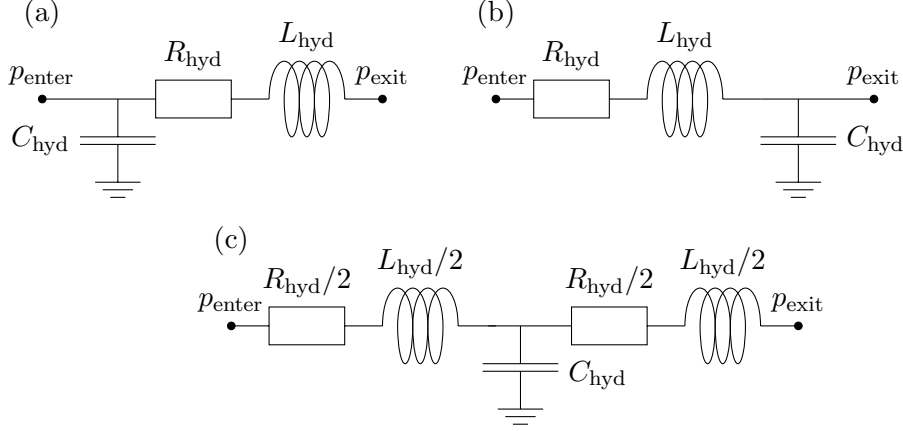 (a)
L_hyd
R_hyd
p_enter
p_exit
C_hyd
(b)
L_hyd
R_hyd
p_enter
p_exit
C_hyd
(c)
L_hyd/2
L_hyd/2
R_hyd/2
R_hyd/2
p_enter
p_exit
C_hyd